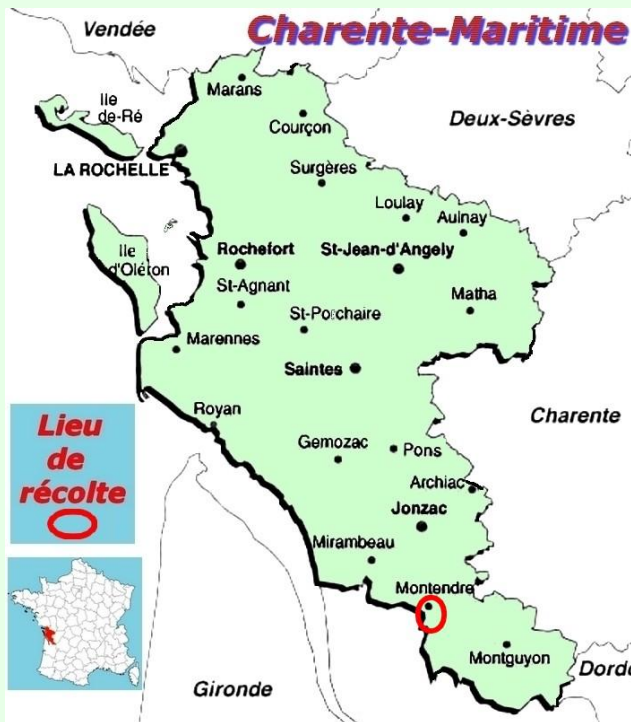 Charente-Maritime
Vendée
Marans
Ile
de-Ré
Courçon
Deux-Sèvres
LA ROCHELLE
Surgères
Loulay
Aulnay
Ile
d'Oléron
Rochefort
St-Jean-d'Angely
St-Agnant
Matha
St-Porchaire
Marennes
Saintes
Royan
Charente
Lieu
de
récolte
Gemozac
Pons
Archiac
Jonzac
Mirambeau
Montendre
Montguyon
Gironde
Dord